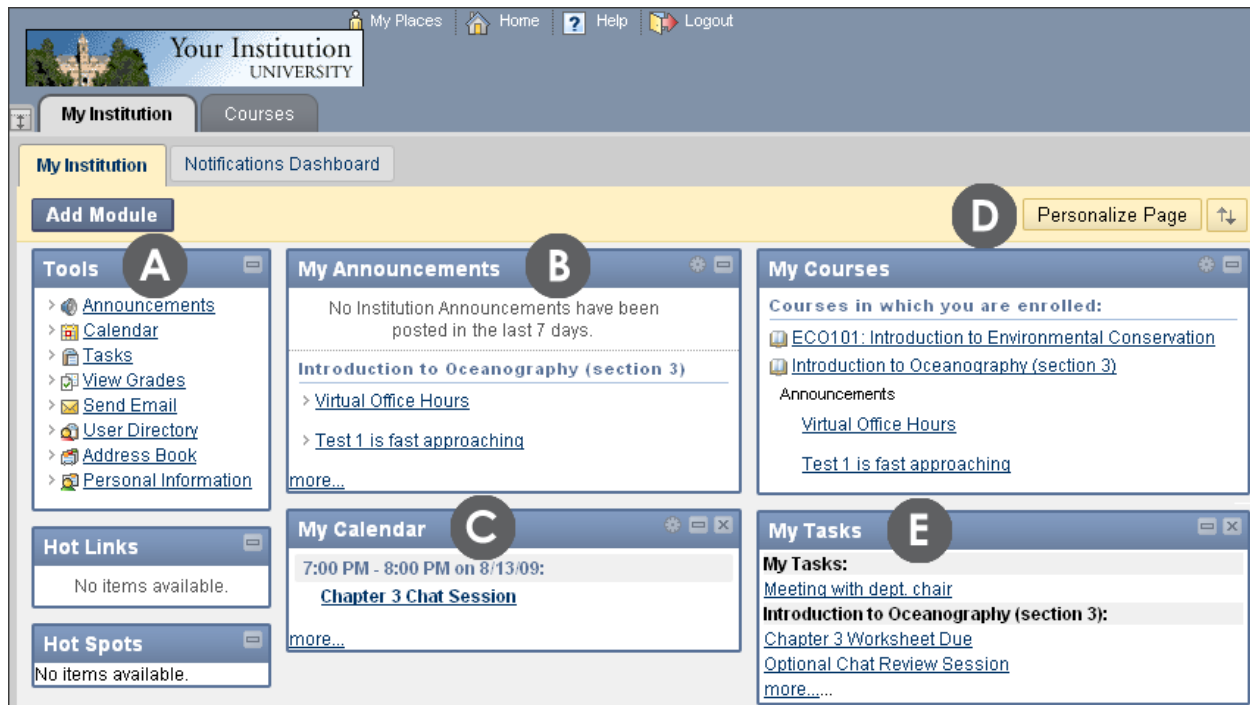 My Places Home ? Help Logout
Your Institution
UNIVERSITY
My Institution Courses
My Institution Notifications Dashboard
Add Module
D
Personalize Page
Tools
A
Announcements
Calendar
Tasks
View Grades
Send Email
User Directory
Address Book
Personal Information
Hot Links
No items available.
Hot Spots
No items available.
My Announcements
B
No Institution Announcements have been
posted in the last 7 days.
Introduction to Oceanography (section 3)
Virtual Office Hours
Test 1 is fast approaching
more...
My Calendar
C
7:00 PM - 8:00 PM on 8/13/09:
Chapter 3 Chat Session
more...
My Courses
Courses in which you are enrolled:
ECO101: Introduction to Environmental Conservation
Introduction to Oceanography (section 3)
Announcements
Virtual Office Hours
Test 1 is fast approaching
My Tasks
E
My Tasks:
Meeting with dept. chair
Introduction to Oceanography (section 3):
Chapter 3 Worksheet Due
Optional Chat Review Session
more......